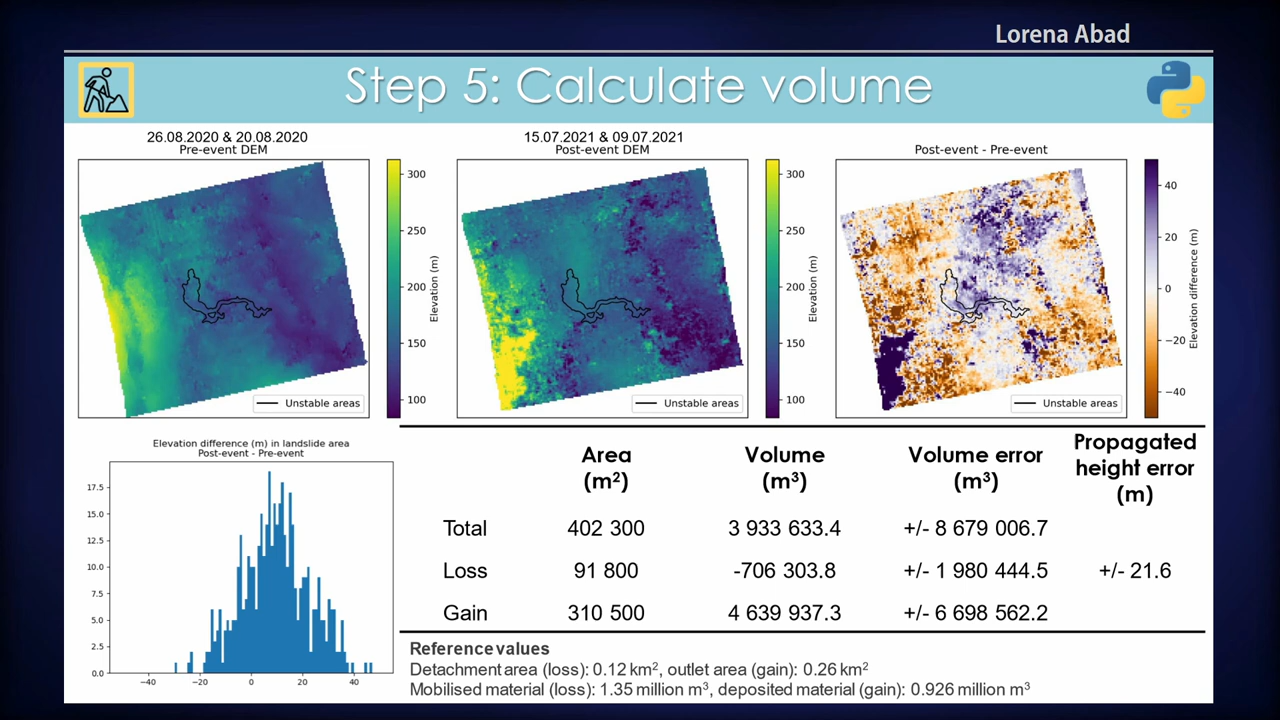 Lorena Abad
Step 5: Calculate volume
26.08.2020 & 20.08.2020
Pre-event DEM
300
250
200
150
100
Elevation (m)
Unstable areas
15.07.2021 & 09.07.2021
Post-event DEM
300
250
200
150
100
Elevation (m)
Unstable areas
Post-event - Pre-event
40
20
0
−20
−40
Elevation difference (m)
Unstable areas
Elevation difference (m) in landslide area
Post-event - Pre-event
17.5
15.0
12.5
10.0
7.5
5.0
2.5
0.0
−40 −20 0 20 40
Area (m²) Volume (m³) Volume error (m³) Propagated height error (m)
Total 402 300 3 933 633.4 +/- 8 679 006.7
Loss 91 800 -706 303.8 +/- 1 980 444.5 +/- 21.6
Gain 310 500 4 639 937.3 +/- 6 698 562.2
Reference values
Detachment area (loss): 0.12 km², outlet area (gain): 0.26 km²
Mobilised material (loss): 1.35 million m³, deposited material (gain): 0.926 million m³